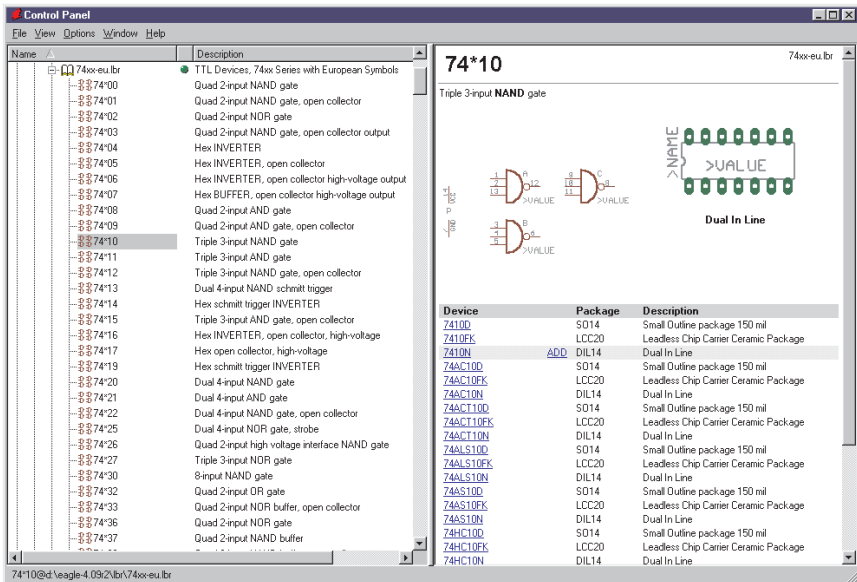 Control Panel
File View Options Window Help
Name Description
74xx-eu.lbr TTL Devices, 74xx Series with European Symbols
74*00 Quad 2-input NAND gate
74*01 Quad 2-input NAND gate, open collector
74*02 Quad 2-input NOR gate
74*03 Quad 2-input NAND gate, open collector output
74*04 Hex INVERTER
74*05 Hex INVERTER, open collector
74*06 Hex INVERTER, open collector high-voltage output
74*07 Hex BUFFER, open collector high-voltage output
74*08 Quad 2-input AND gate
74*09 Quad 2-input AND gate, open collector
74*10 Triple 3-input NAND gate
74*11 Triple 3-input AND gate
74*12 Triple 3-input NAND gate, open collector
74*13 Dual 4-input NAND schmitt trigger
74*14 Hex schmitt trigger INVERTER
74*15 Triple 3-input AND gate, open collector
74*16 Hex INVERTER, open collector, high-voltage
74*17 Hex open collector, high-voltage
74*19 Hex schmitt trigger INVERTER
74*20 Dual 4-input NAND gate
74*21 Dual 4-input AND gate
74*22 Dual 4-input NAND gate, open collector
74*25 Dual 4-input NOR gate, strobe
74*26 Quad 2-input high voltage interface NAND gate
74*27 Triple 3-input NOR gate
74*30 8-input NAND gate
74*32 Quad 2-input OR gate
74*33 Quad 2-input NOR buffer, open collector
74*36 Quad 2-input NOR gate
74*37 Quad 2-input NAND buffer
74*10 74xx-eu.lbr
Triple 3-input NAND gate
1 2 13 A 12 >VALUE
9 10 11 C 8 >VALUE
3 4 5 B 6 >VALUE
P
>NAME
>VALUE
Dual In Line
Device Package Description
7410D SO14 Small Outline package 150 mil
7410FK LCC20 Leadless Chip Carrier Ceramic Package
7410N ADD DIL14 Dual In Line
74AC10D SO14 Small Outline package 150 mil
74AC10FK LCC20 Leadless Chip Carrier Ceramic Package
74AC10N DIL14 Dual In Line
74ACT10D SO14 Small Outline package 150 mil
74ACT10FK LCC20 Leadless Chip Carrier Ceramic Package
74ACT10N DIL14 Dual In Line
74ALS10D SO14 Small Outline package 150 mil
74ALS10FK LCC20 Leadless Chip Carrier Ceramic Package
74ALS10N DIL14 Dual In Line
74AS10D SO14 Small Outline package 150 mil
74AS10FK LCC20 Leadless Chip Carrier Ceramic Package
74AS10N DIL14 Dual In Line
74HC10D SO14 Small Outline package 150 mil
74HC10FK LCC20 Leadless Chip Carrier Ceramic Package
74HC10N DIL14 Dual In Line
74*10@d:\eagle-4.09r2\lbr\74xx-eu.lbr